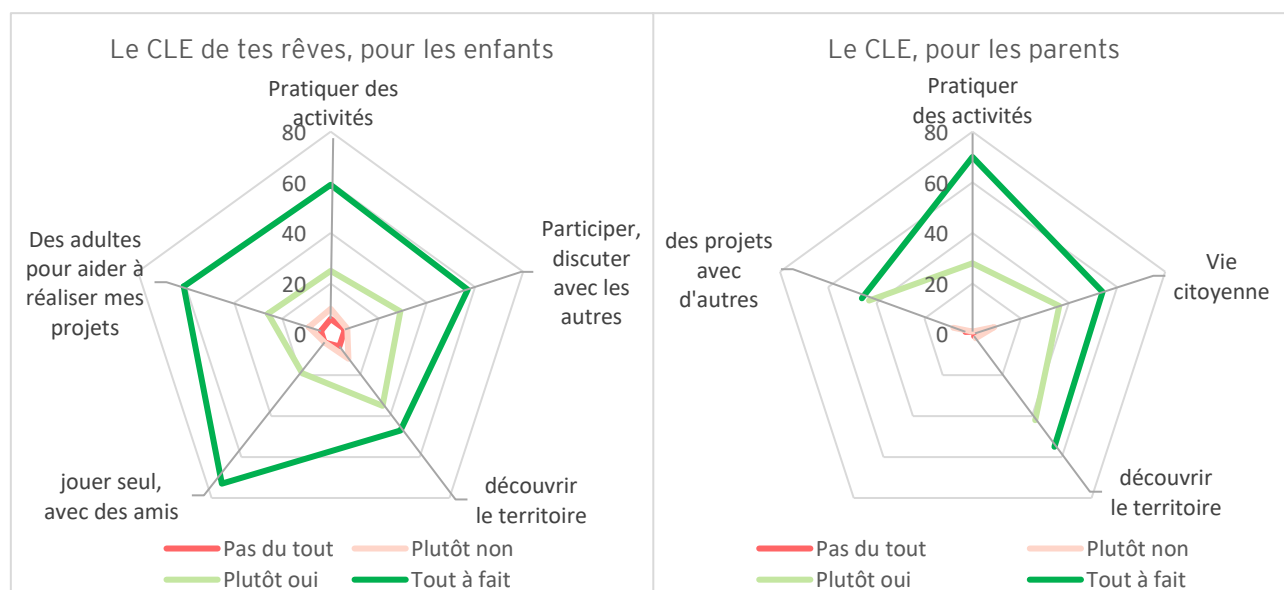 Le CLE de tes rêves, pour les enfants
Pratiquer des
activités
80
60
40
20
0
Participer,
discuter
avec les
autres
découvrir
le territoire
jouer seul,
avec des amis
Des adultes
pour aider à
réaliser mes
projets
Pas du tout
Plutôt non
Plutôt oui
Tout à fait
Le CLE, pour les parents
Pratiquer
des activités
80
60
40
20
0
Vie
citoyenne
découvrir
le territoire
des projets
avec
d'autres
Pas du tout
Plutôt non
Plutôt oui
Tout à fait